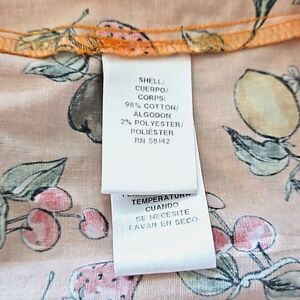 SHELL/
CUERPO/
CORPS:
98% COTTON/
ALGODON
2% POLYESTER/
POLIÉSTER
RN 58142
TEMPERATURA
CUANDO
SE NECESITE
LAVAR EN SECO